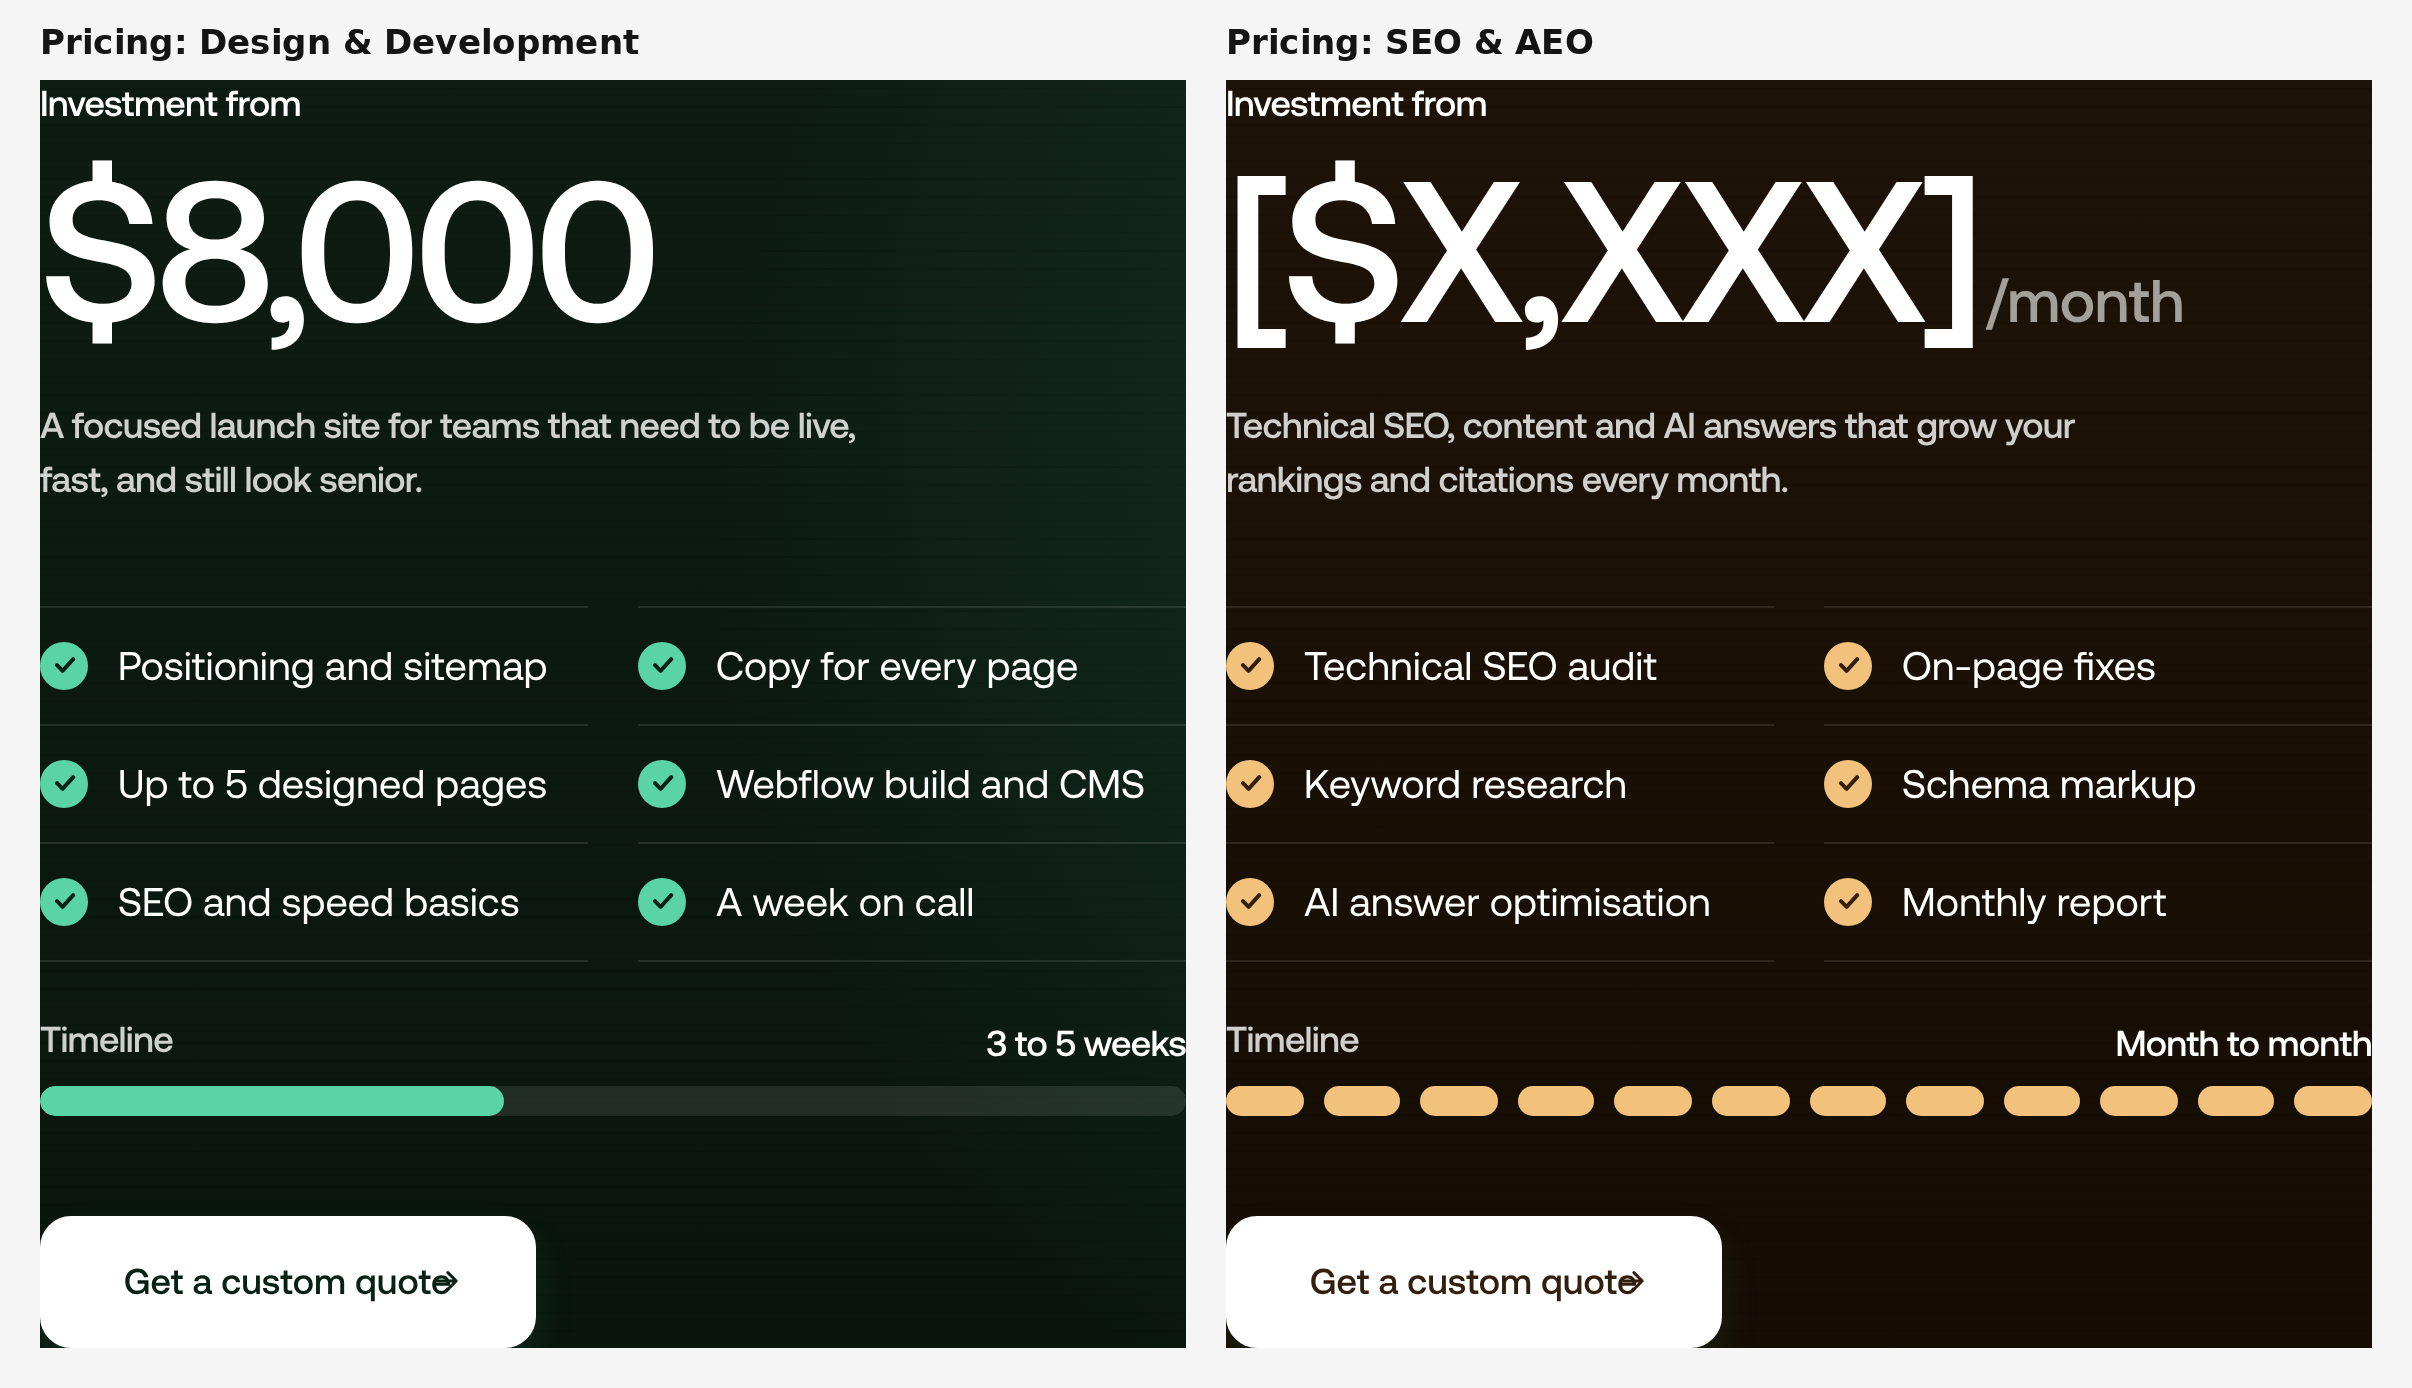 Pricing: Design & Development
Investment from
$8,000
A focused launch site for teams that need to be live,
fast, and still look senior.
Positioning and sitemap
Copy for every page
Up to 5 designed pages
Webflow build and CMS
SEO and speed basics
A week on call
Timeline
3 to 5 weeks
Get a custom quote
Pricing: SEO & AEO
Investment from
[$X,XXX]/month
Technical SEO, content and AI answers that grow your
rankings and citations every month.
Technical SEO audit
On-page fixes
Keyword research
Schema markup
AI answer optimisation
Monthly report
Timeline
Month to month
Get a custom quote